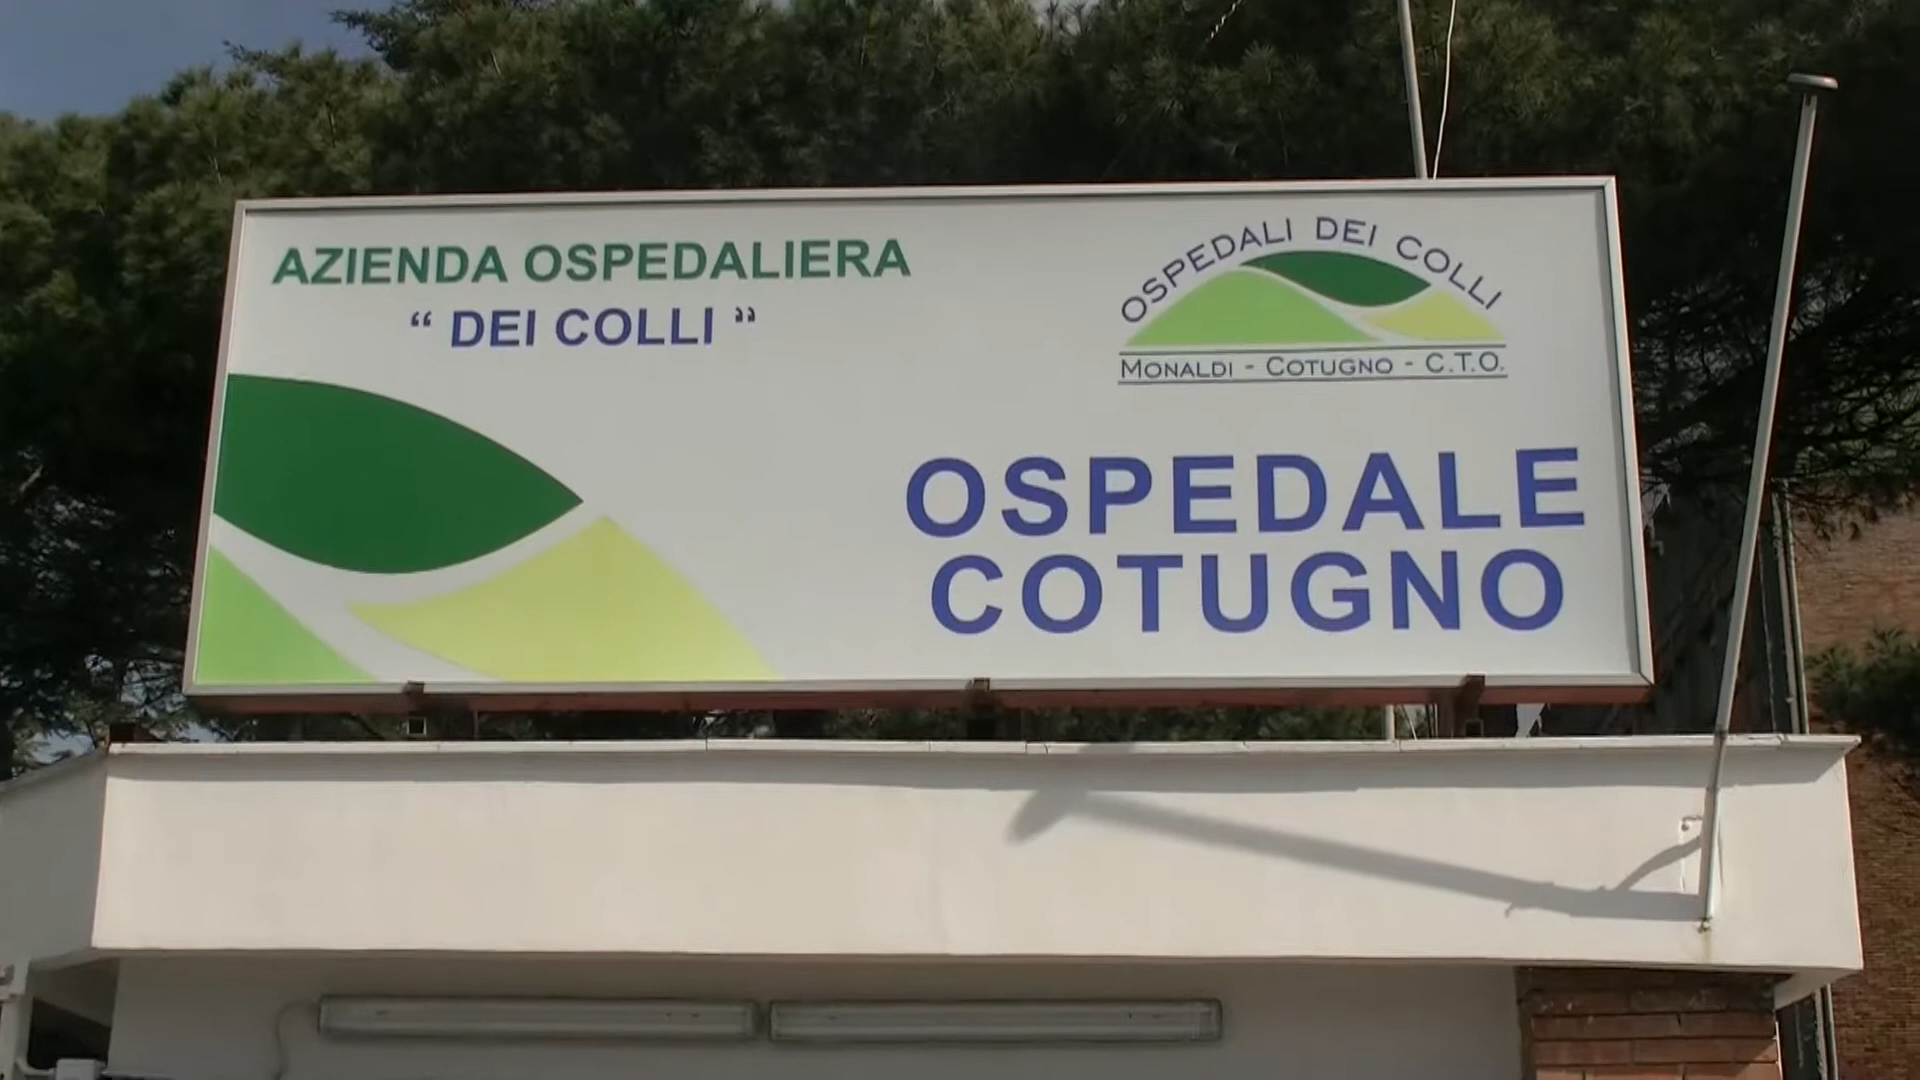 AZIENDA OSPEDALIERA
“ DEI COLLI ”
OSPEDALI DEI COLLI
MONALDI - COTUGNO - C.T.O.
OSPEDALE
COTUGNO